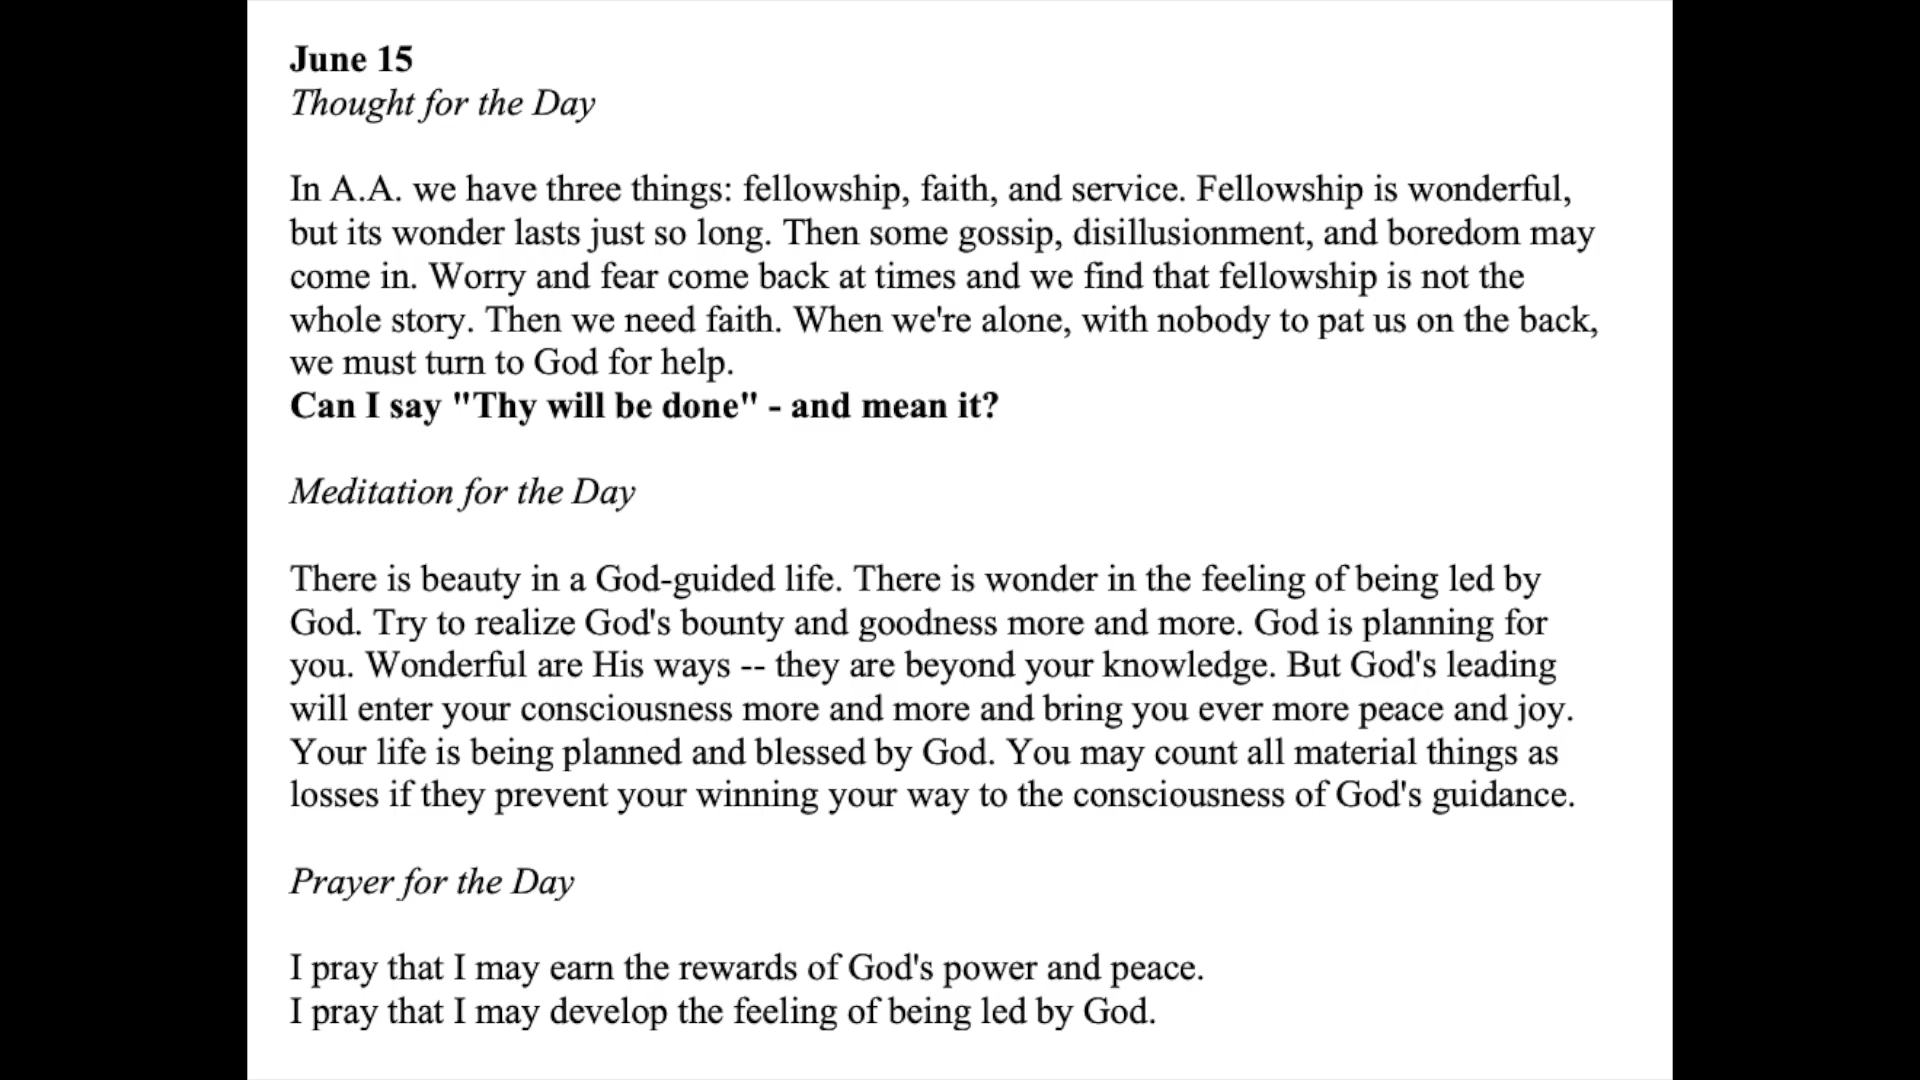 June 15
Thought for the Day
In A.A. we have three things: fellowship, faith, and service. Fellowship is wonderful,
but its wonder lasts just so long. Then some gossip, disillusionment, and boredom may
come in. Worry and fear come back at times and we find that fellowship is not the
whole story. Then we need faith. When we're alone, with nobody to pat us on the back,
we must turn to God for help.
Can I say "Thy will be done" - and mean it?
Meditation for the Day
There is beauty in a God-guided life. There is wonder in the feeling of being led by
God. Try to realize God's bounty and goodness more and more. God is planning for
you. Wonderful are His ways -- they are beyond your knowledge. But God's leading
will enter your consciousness more and more and bring you ever more peace and joy.
Your life is being planned and blessed by God. You may count all material things as
losses if they prevent your winning your way to the consciousness of God's guidance.
Prayer for the Day
I pray that I may earn the rewards of God's power and peace.
I pray that I may develop the feeling of being led by God.